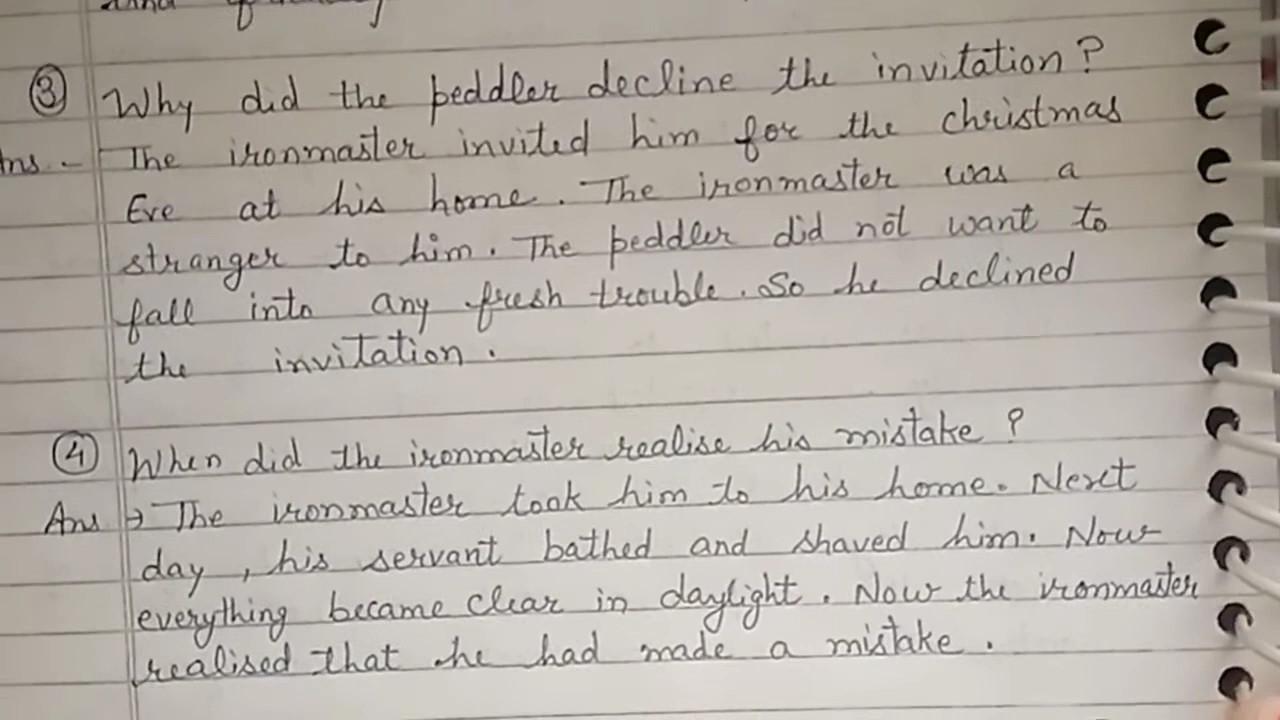 ③ Why did the peddler decline the invitation?
Ans. - The ironmaster invited him for the christmas
Eve at his home. The ironmaster was a
stranger to him. The peddler did not want to
fall into any fresh trouble. So he declined
the invitation.
④ When did the ironmaster realise his mistake ?
Ans → The ironmaster took him to his home. Next
day, his servant bathed and shaved him. Now
everything became clear in daylight. Now the ironmaster
realised that he had made a mistake.